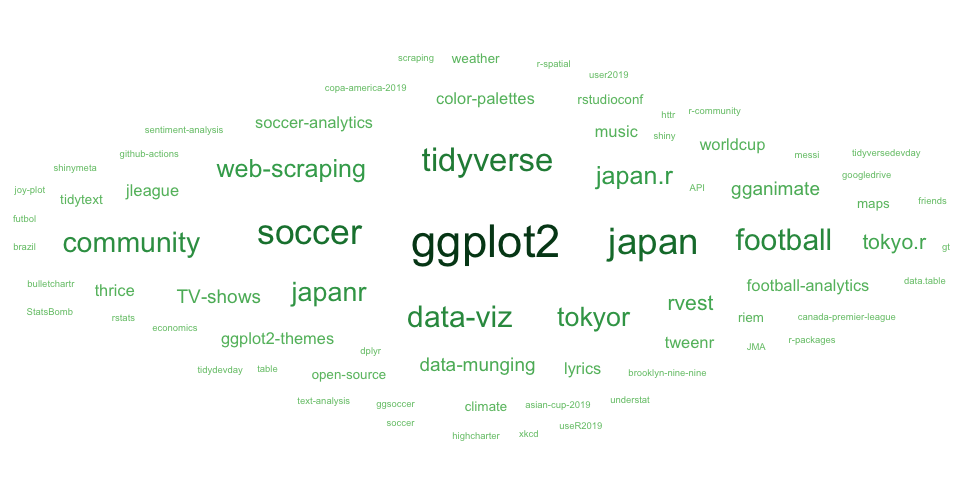 scraping
weather
r-spatial
user2019
copa-america-2019
color-palettes
rstudioconf
httr
r-community
sentiment-analysis
soccer-analytics
music
shiny
worldcup
github-actions
tidyverse
messi
tidyversedevday
shinymeta
web-scraping
japan.r
API
gganimate
googledrive
joy-plot
tidytext
jleague
maps
friends
futbol
brazil
community
soccer
ggplot2
japan
football
tokyo.r
gt
bulletchartr
thrice
TV-shows
japanr
rvest
football-analytics
data.table
StatsBomb
rstats
economics
data-viz
tokyor
riem
canada-premier-league
ggplot2-themes
dplyr
tweenr
JMA
r-packages
tidydevday
table
open-source
data-munging
lyrics
brooklyn-nine-nine
text-analysis
ggsoccer
climate
asian-cup-2019
understat
soccer
highcharter
xkcd
useR2019